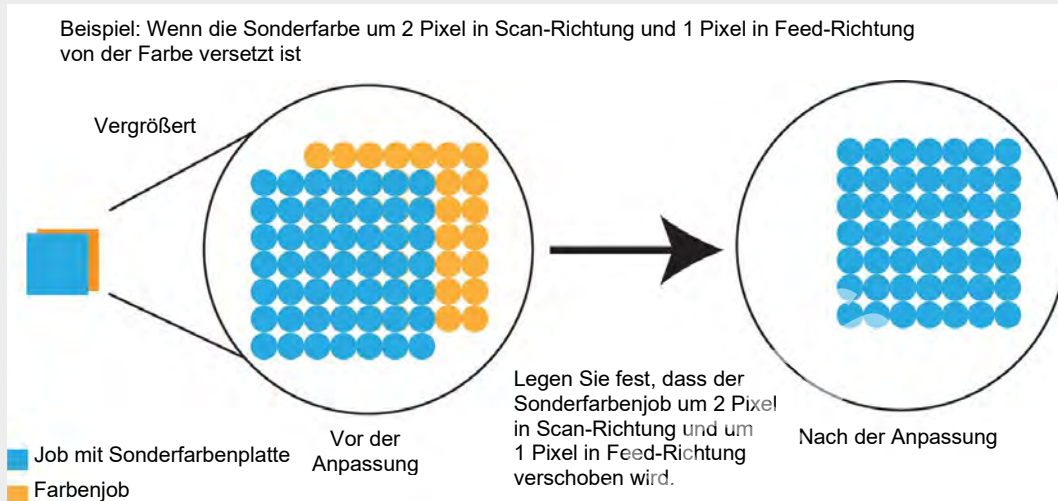 Beispiel: Wenn die Sonderfarbe um 2 Pixel in Scan-Richtung und 1 Pixel in Feed-Richtung
von der Farbe versetzt ist
Vergrößert
Legen Sie fest, dass der
Sonderfarbenjob um 2 Pixel
in Scan-Richtung und um
1 Pixel in Feed-Richtung
verschoben wird.
Vor der
Anpassung
Nach der Anpassung
Job mit Sonderfarbenplatte
Farbenjob